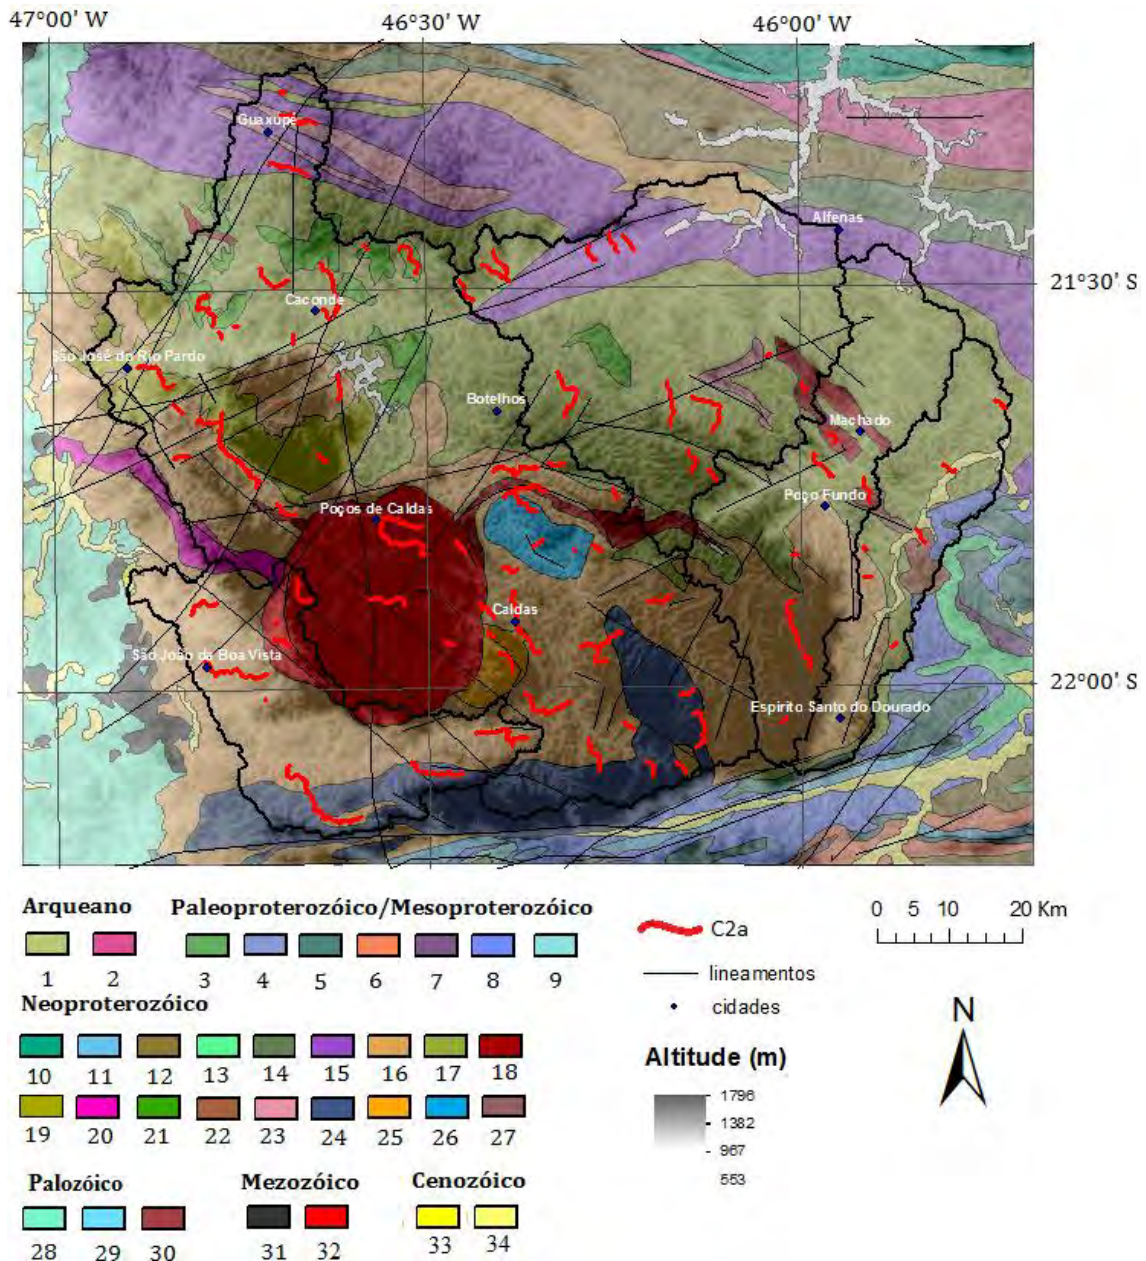 47°00' W 46°30' W 46°00' W
Guaxupé
Alfenas
21°30' S
Caconde
São José do Rio Pardo
Botelhos
Machado
Poço Fundo
Poços de Caldas
Caldas
São João da Boa Vista
22°00' S
Espirito Santo do Dourado
Arqueano Paleoproterozóico/Mesoproterozóico
1 2 3 4 5 6 7 8 9
Neoproterozóico
10 11 12 13 14 15 16 17 18
19 20 21 22 23 24 25 26 27
Palozóico Mezozóico Cenozóico
28 29 30 31 32 33 34
C2a
lineamentos
cidades
Altitude (m)
1796
1382
967
553
0 5 10 20 Km
N